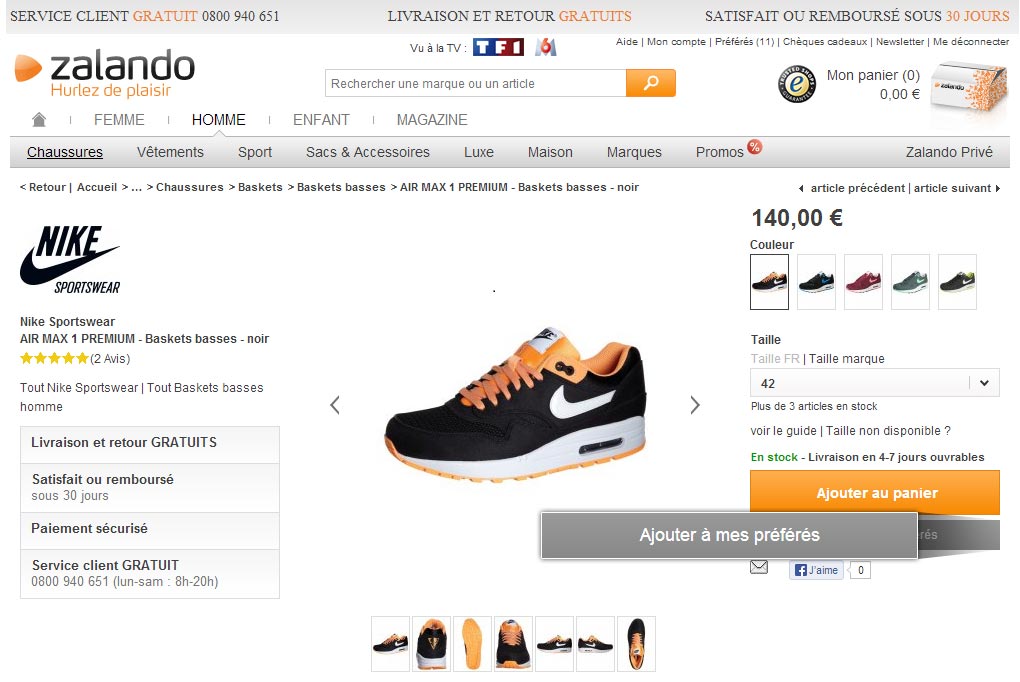 SERVICE CLIENT GRATUIT 0800 940 651
LIVRAISON ET RETOUR GRATUITS
SATISFAIT OU REMBOURSÉ SOUS 30 JOURS
Vu à la TV : TF1 M6
Aide | Mon compte | Préférés (11) | Chèques cadeaux | Newsletter | Me déconnecter
zalando
Hurlez de plaisir
Rechercher une marque ou un article
TRUSTED SHOPS GUARANTEE
Mon panier (0)
0,00 €
zalando
FEMME HOMME ENFANT MAGAZINE
Chaussures Vêtements Sport Sacs & Accessoires Luxe Maison Marques Promos % Zalando Privé
< Retour | Accueil > ... > Chaussures > Baskets > Baskets basses > AIR MAX 1 PREMIUM - Baskets basses - noir
article précédent | article suivant
NIKE
SPORTSWEAR
Nike Sportswear
AIR MAX 1 PREMIUM - Baskets basses - noir
(2 Avis)
Tout Nike Sportswear | Tout Baskets basses
homme
Livraison et retour GRATUITS
Satisfait ou remboursé
sous 30 jours
Paiement sécurisé
Service client GRATUIT
0800 940 651 (lun-sam : 8h-20h)
140,00 €
Couleur
Taille
Taille FR | Taille marque
42
Plus de 3 articles en stock
voir le guide | Taille non disponible ?
En stock - Livraison en 4-7 jours ouvrables
Ajouter au panier
Ajouter à mes préférés
érés
J'aime 0